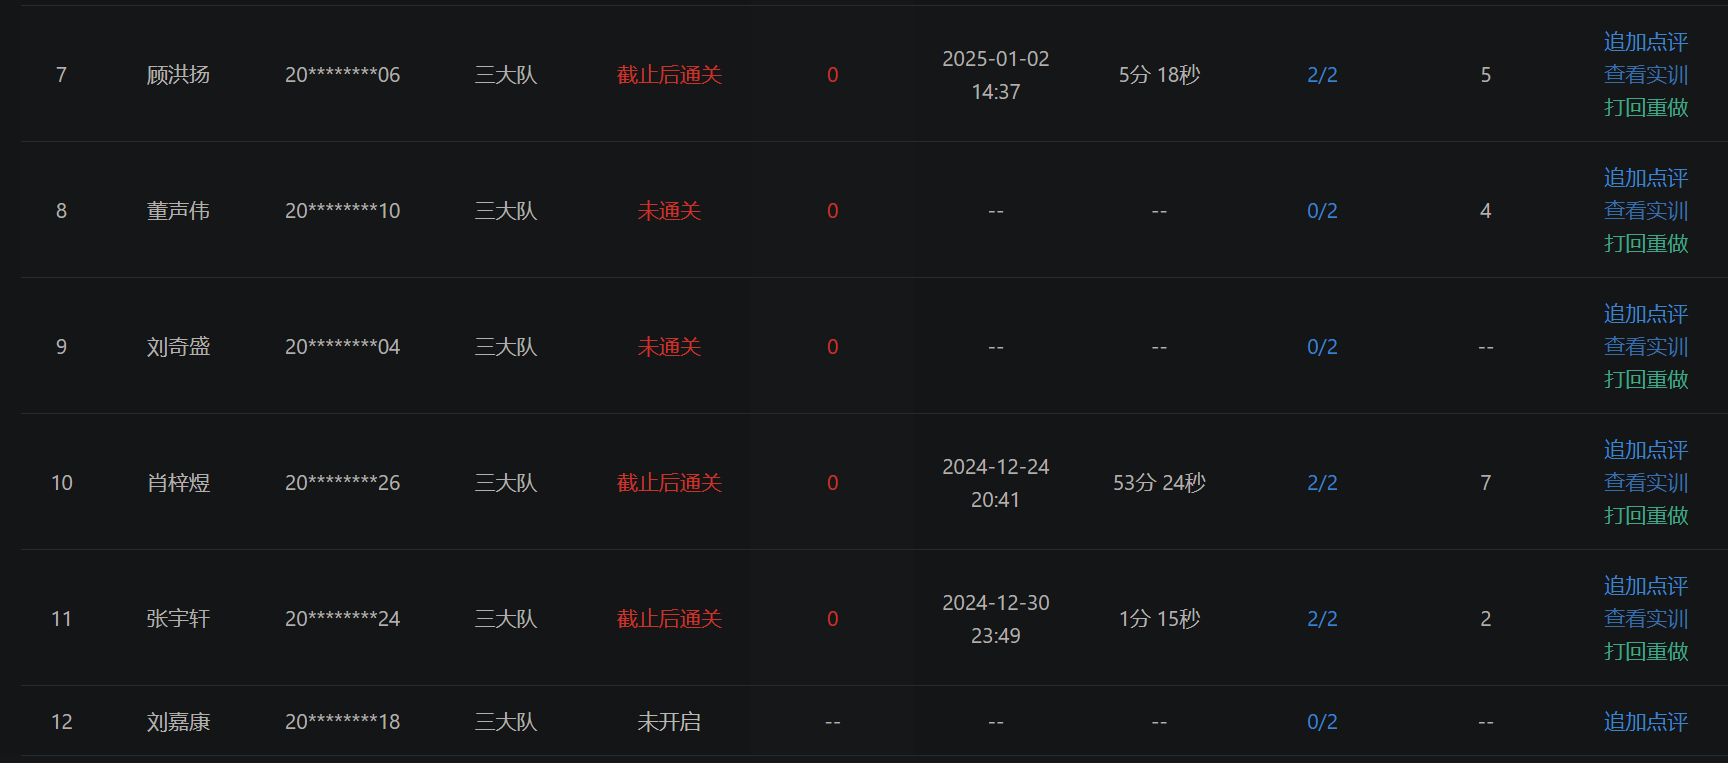 7 顾洪扬 20********06 三大队 截止后通关 0 2025-01-02 14:37 5分 18秒 2/2 5 追加点评
查看实训
打回重做
8 董声伟 20********10 三大队 未通关 0 -- -- 0/2 4 追加点评
查看实训
打回重做
9 刘奇盛 20********04 三大队 未通关 0 -- -- 0/2 -- 追加点评
查看实训
打回重做
10 肖梓煜 20********26 三大队 截止后通关 0 2024-12-24 20:41 53分 24秒 2/2 7 追加点评
查看实训
打回重做
11 张宇轩 20********24 三大队 截止后通关 0 2024-12-30 23:49 1分 15秒 2/2 2 追加点评
查看实训
打回重做
12 刘嘉康 20********18 三大队 未开启 -- -- -- 0/2 -- 追加点评